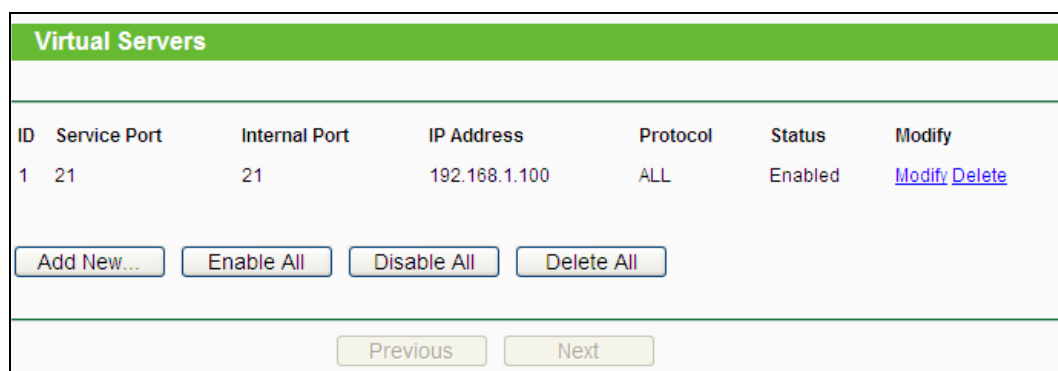 Virtual Servers
ID Service Port Internal Port IP Address Protocol Status Modify
1 21 21 192.168.1.100 ALL Enabled Modify Delete
Add New... Enable All Disable All Delete All
Previous Next